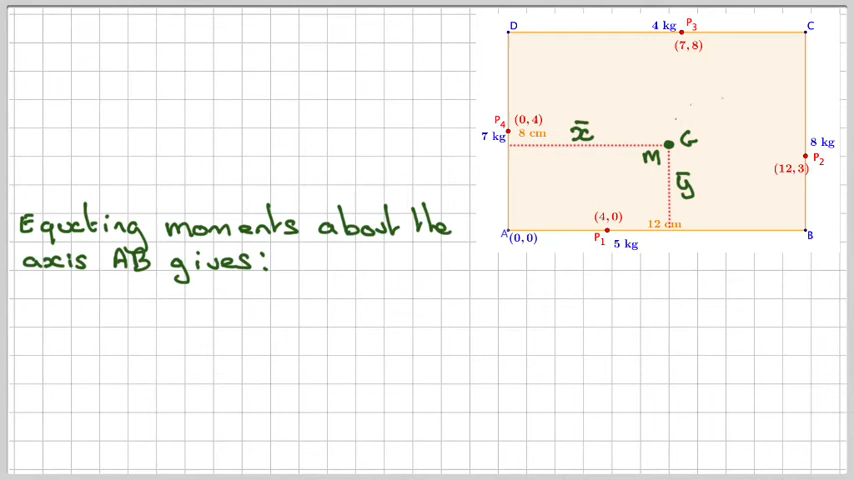 D
C
4 kg P3
(7, 8)
P4 (0, 4)
7 kg 8 cm
x̄
G
M
8 kg
P2
(12, 3)
ȳ
(4, 0)
12 cm
A (0, 0)
B
P1 5 kg
Equating moments about the
axis AB gives: